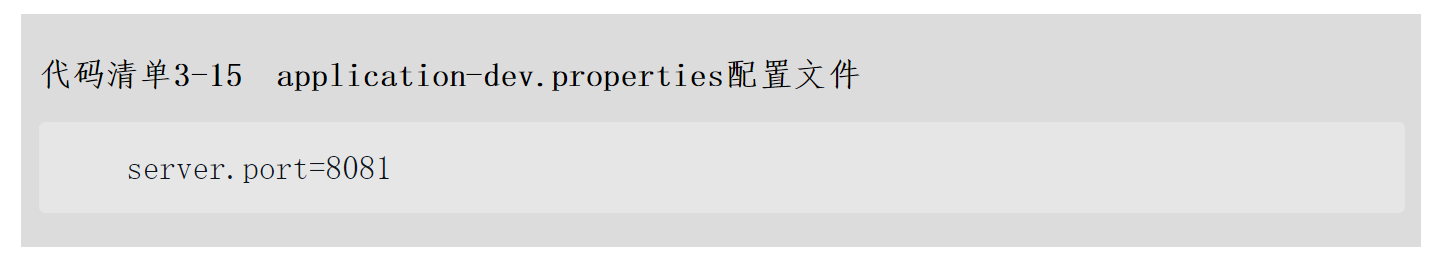 代码清单3-15　application-dev.properties配置文件
server.port=8081